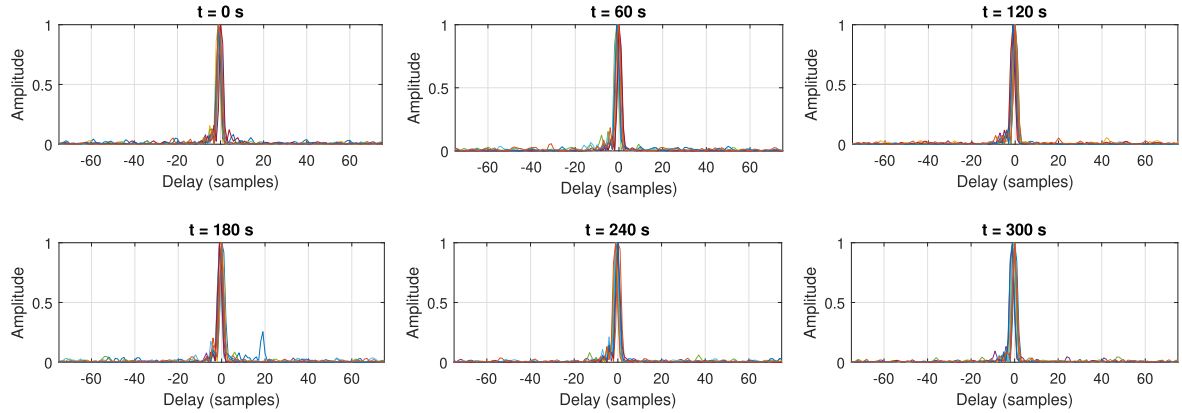 t = 0 s
1
0.5
0
Amplitude
-60 -40 -20 0 20 40 60
Delay (samples)
t = 60 s
1
0.5
0
Amplitude
-60 -40 -20 0 20 40 60
Delay (samples)
t = 120 s
1
0.5
0
Amplitude
-60 -40 -20 0 20 40 60
Delay (samples)
t = 180 s
1
0.5
0
Amplitude
-60 -40 -20 0 20 40 60
Delay (samples)
t = 240 s
1
0.5
0
Amplitude
-60 -40 -20 0 20 40 60
Delay (samples)
t = 300 s
1
0.5
0
Amplitude
-60 -40 -20 0 20 40 60
Delay (samples)